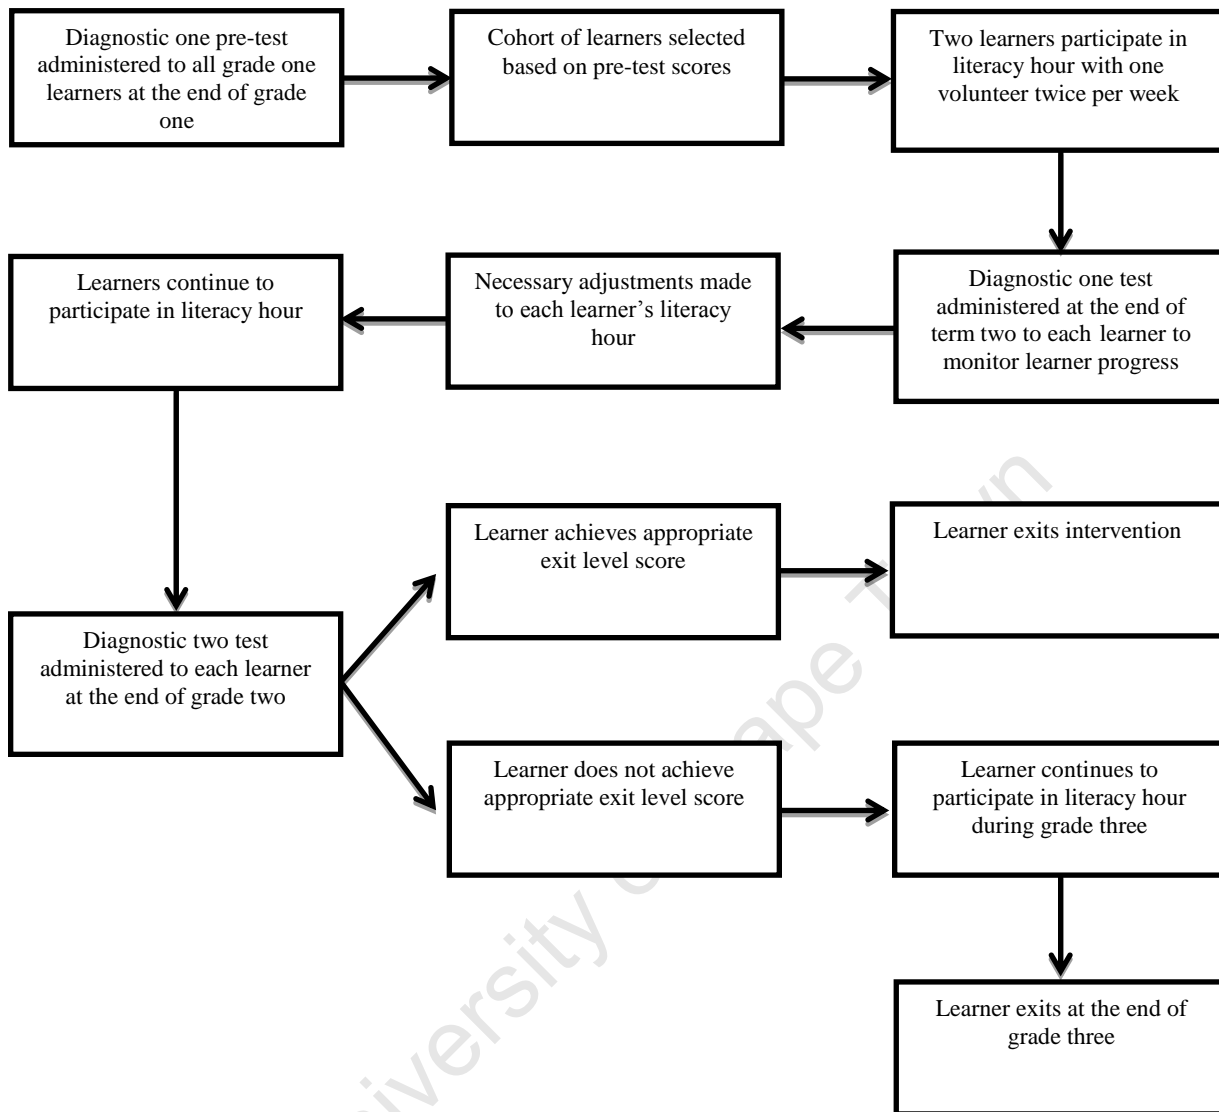 Diagnostic one pre-test
administered to all grade one
learners at the end of grade
one
Cohort of learners selected
based on pre-test scores
Two learners participate in
literacy hour with one
volunteer twice per week
Learners continue to
participate in literacy hour
Necessary adjustments made
to each learner’s literacy
hour
Diagnostic one test
administered at the end of
term two to each learner to
monitor learner progress
Learner achieves appropriate
exit level score
Learner exits intervention
Diagnostic two test
administered to each learner
at the end of grade two
Learner does not achieve
appropriate exit level score
Learner continues to
participate in literacy hour
during grade three
Learner exits at the end of
grade three